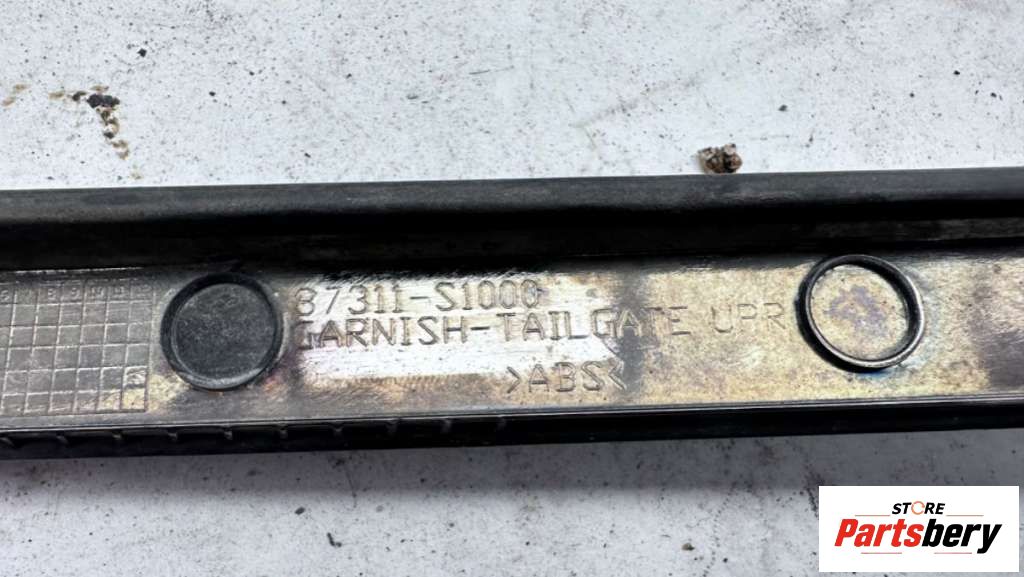 87311-S1000
GARNISH-TAILGATE UPR
>ABS<
STORE
Partsbery